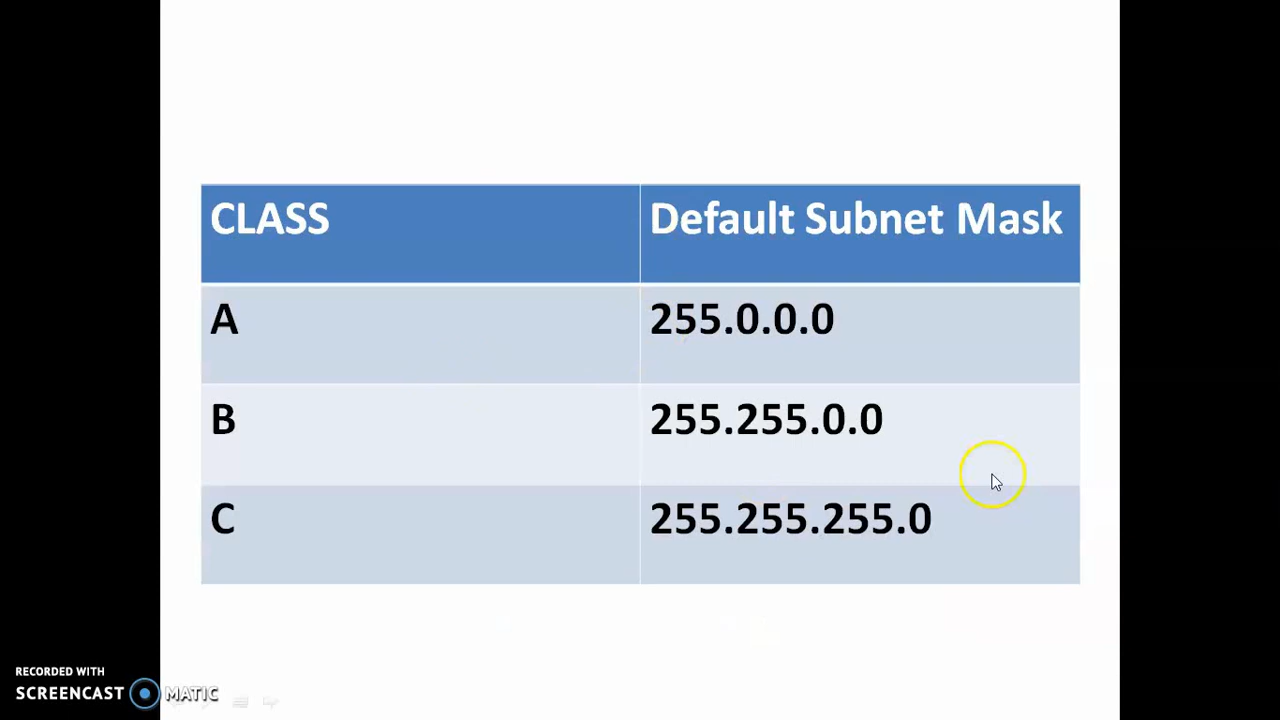 CLASS Default Subnet Mask
A 255.0.0.0
B 255.255.0.0
C 255.255.255.0
RECORDED WITH
SCREENCAST MATIC